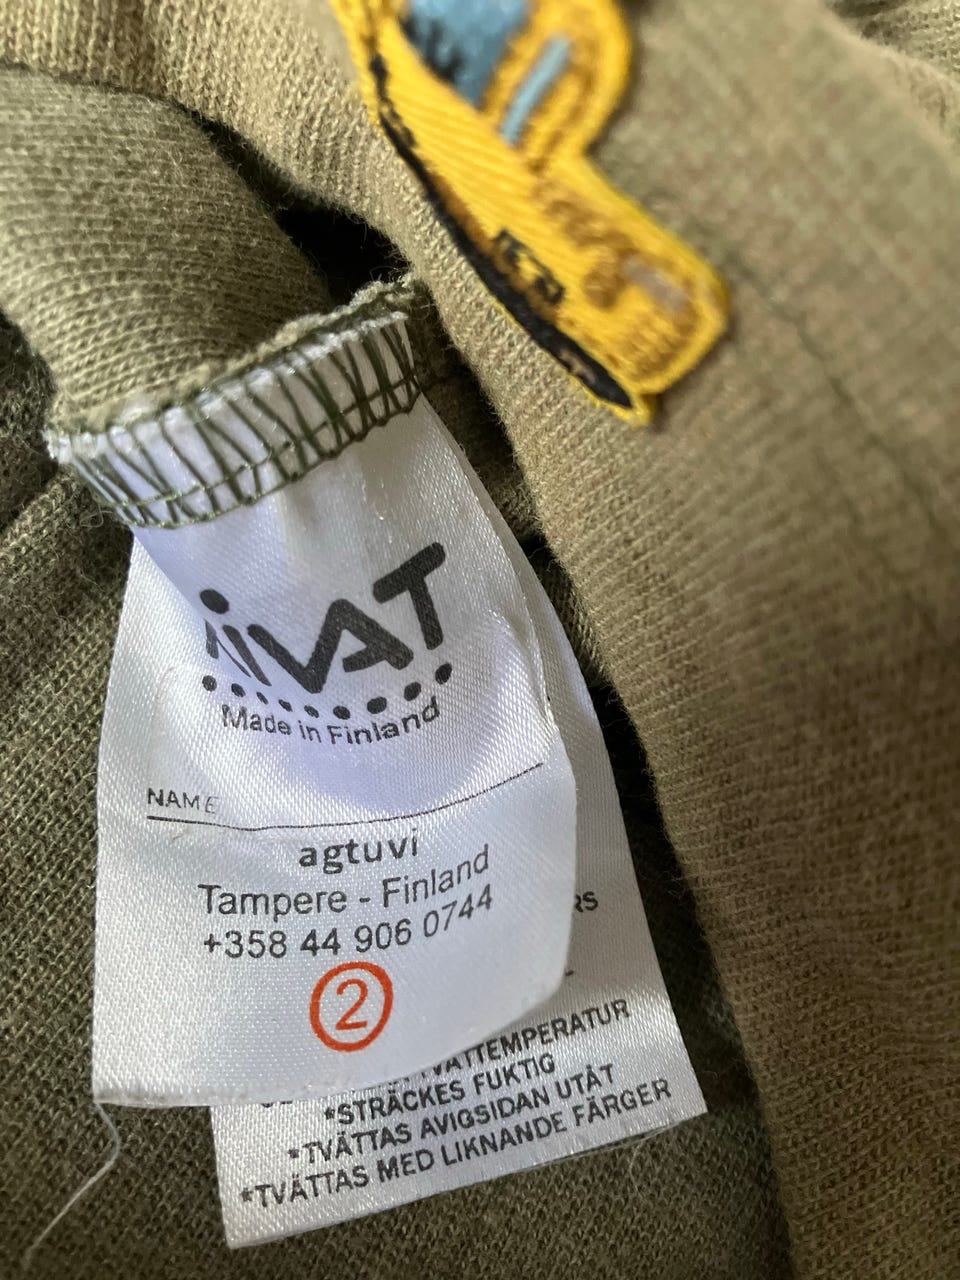 iVAT
Made in Finland
NAME
agtuvi
Tampere - Finland
+358 44 906 0744
2
RS
TVÄTTEMPERATUR
*STRÄCKES FUKTIG
*TVÄTTAS AVIGSIDAN UTÅT
*TVÄTTAS MED LIKNANDE FÄRGER